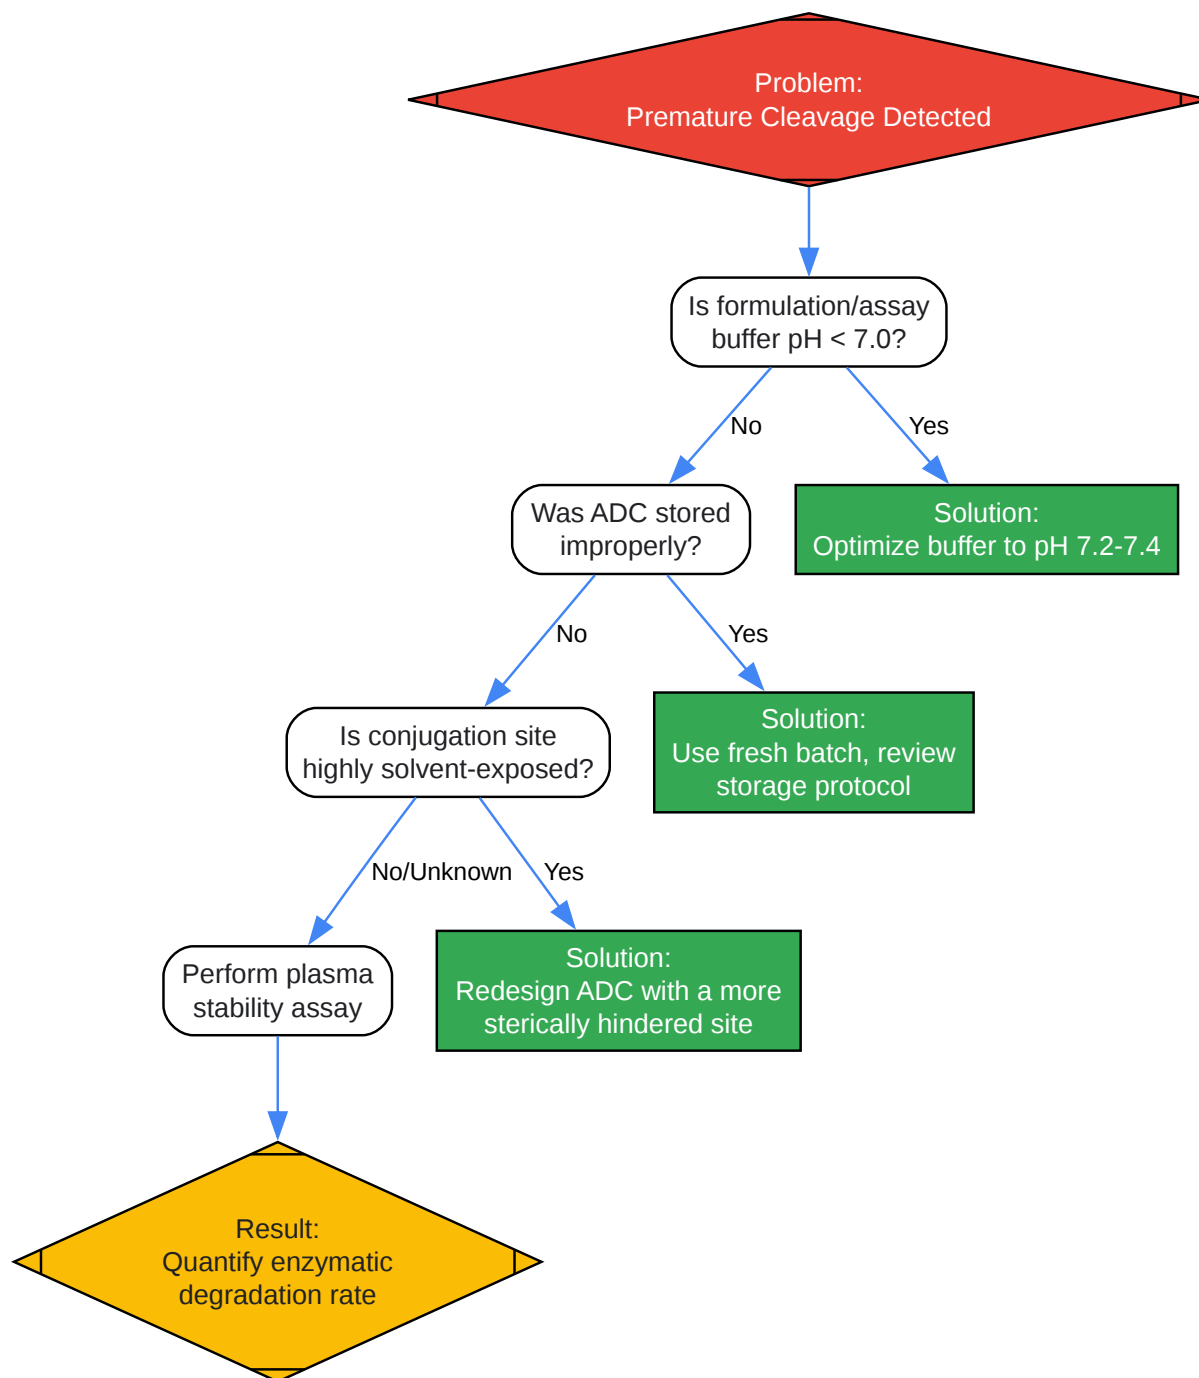 Problem:
Premature Cleavage Detected
Is formulation/assay
buffer pH < 7.0?
No
Yes
Was ADC stored
improperly?
Solution:
Optimize buffer to pH 7.2-7.4
No
Yes
Is conjugation site
highly solvent-exposed?
Solution:
Use fresh batch, review
storage protocol
No/Unknown
Yes
Perform plasma
stability assay
Solution:
Redesign ADC with a more
sterically hindered site
Result:
Quantify enzymatic
degradation rate